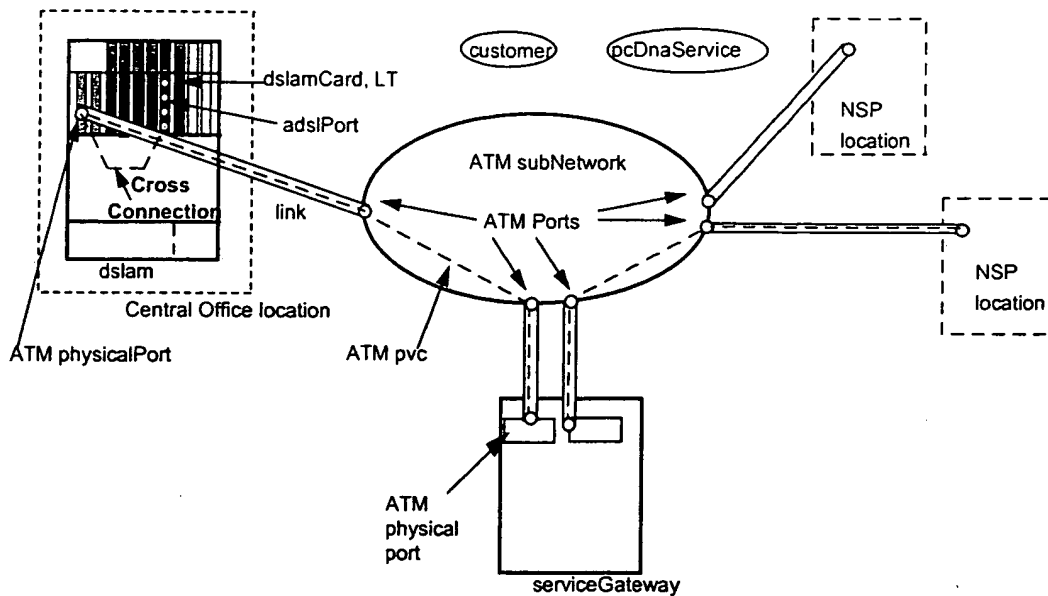 customer
pcDnaService
dslamCard, LT
adslPort
NSP
location
ATM subNetwork
Cross
Connection
link
ATM Ports
NSP
location
dslam
Central Office location
ATM physicalPort
ATM pvc
ATM
physical
port
serviceGateway